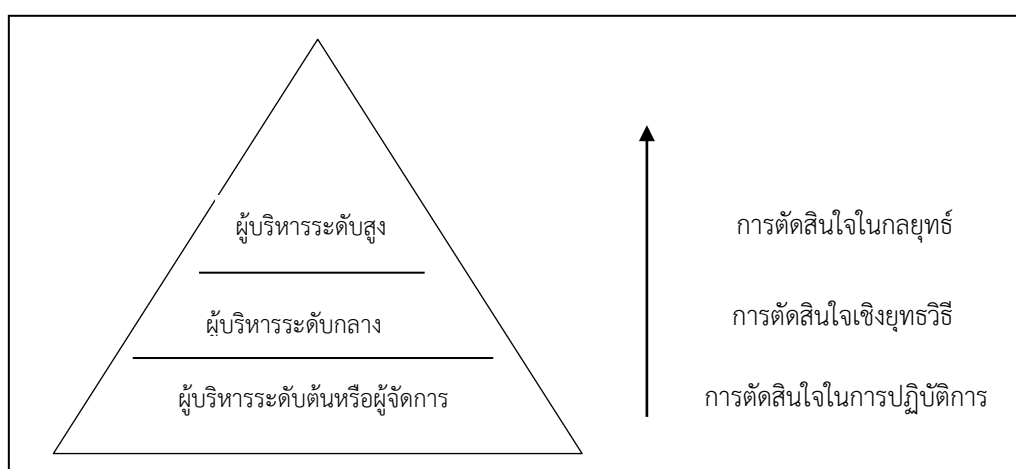 ผู้บริหารระดับสูง
การตัดสินใจในกลยุทธ์
ผู้บริหารระดับกลาง
การตัดสินใจเชิงยุทธวิธี
ผู้บริหารระดับต้นหรือผู้จัดการ
การตัดสินใจในการปฏิบัติการ